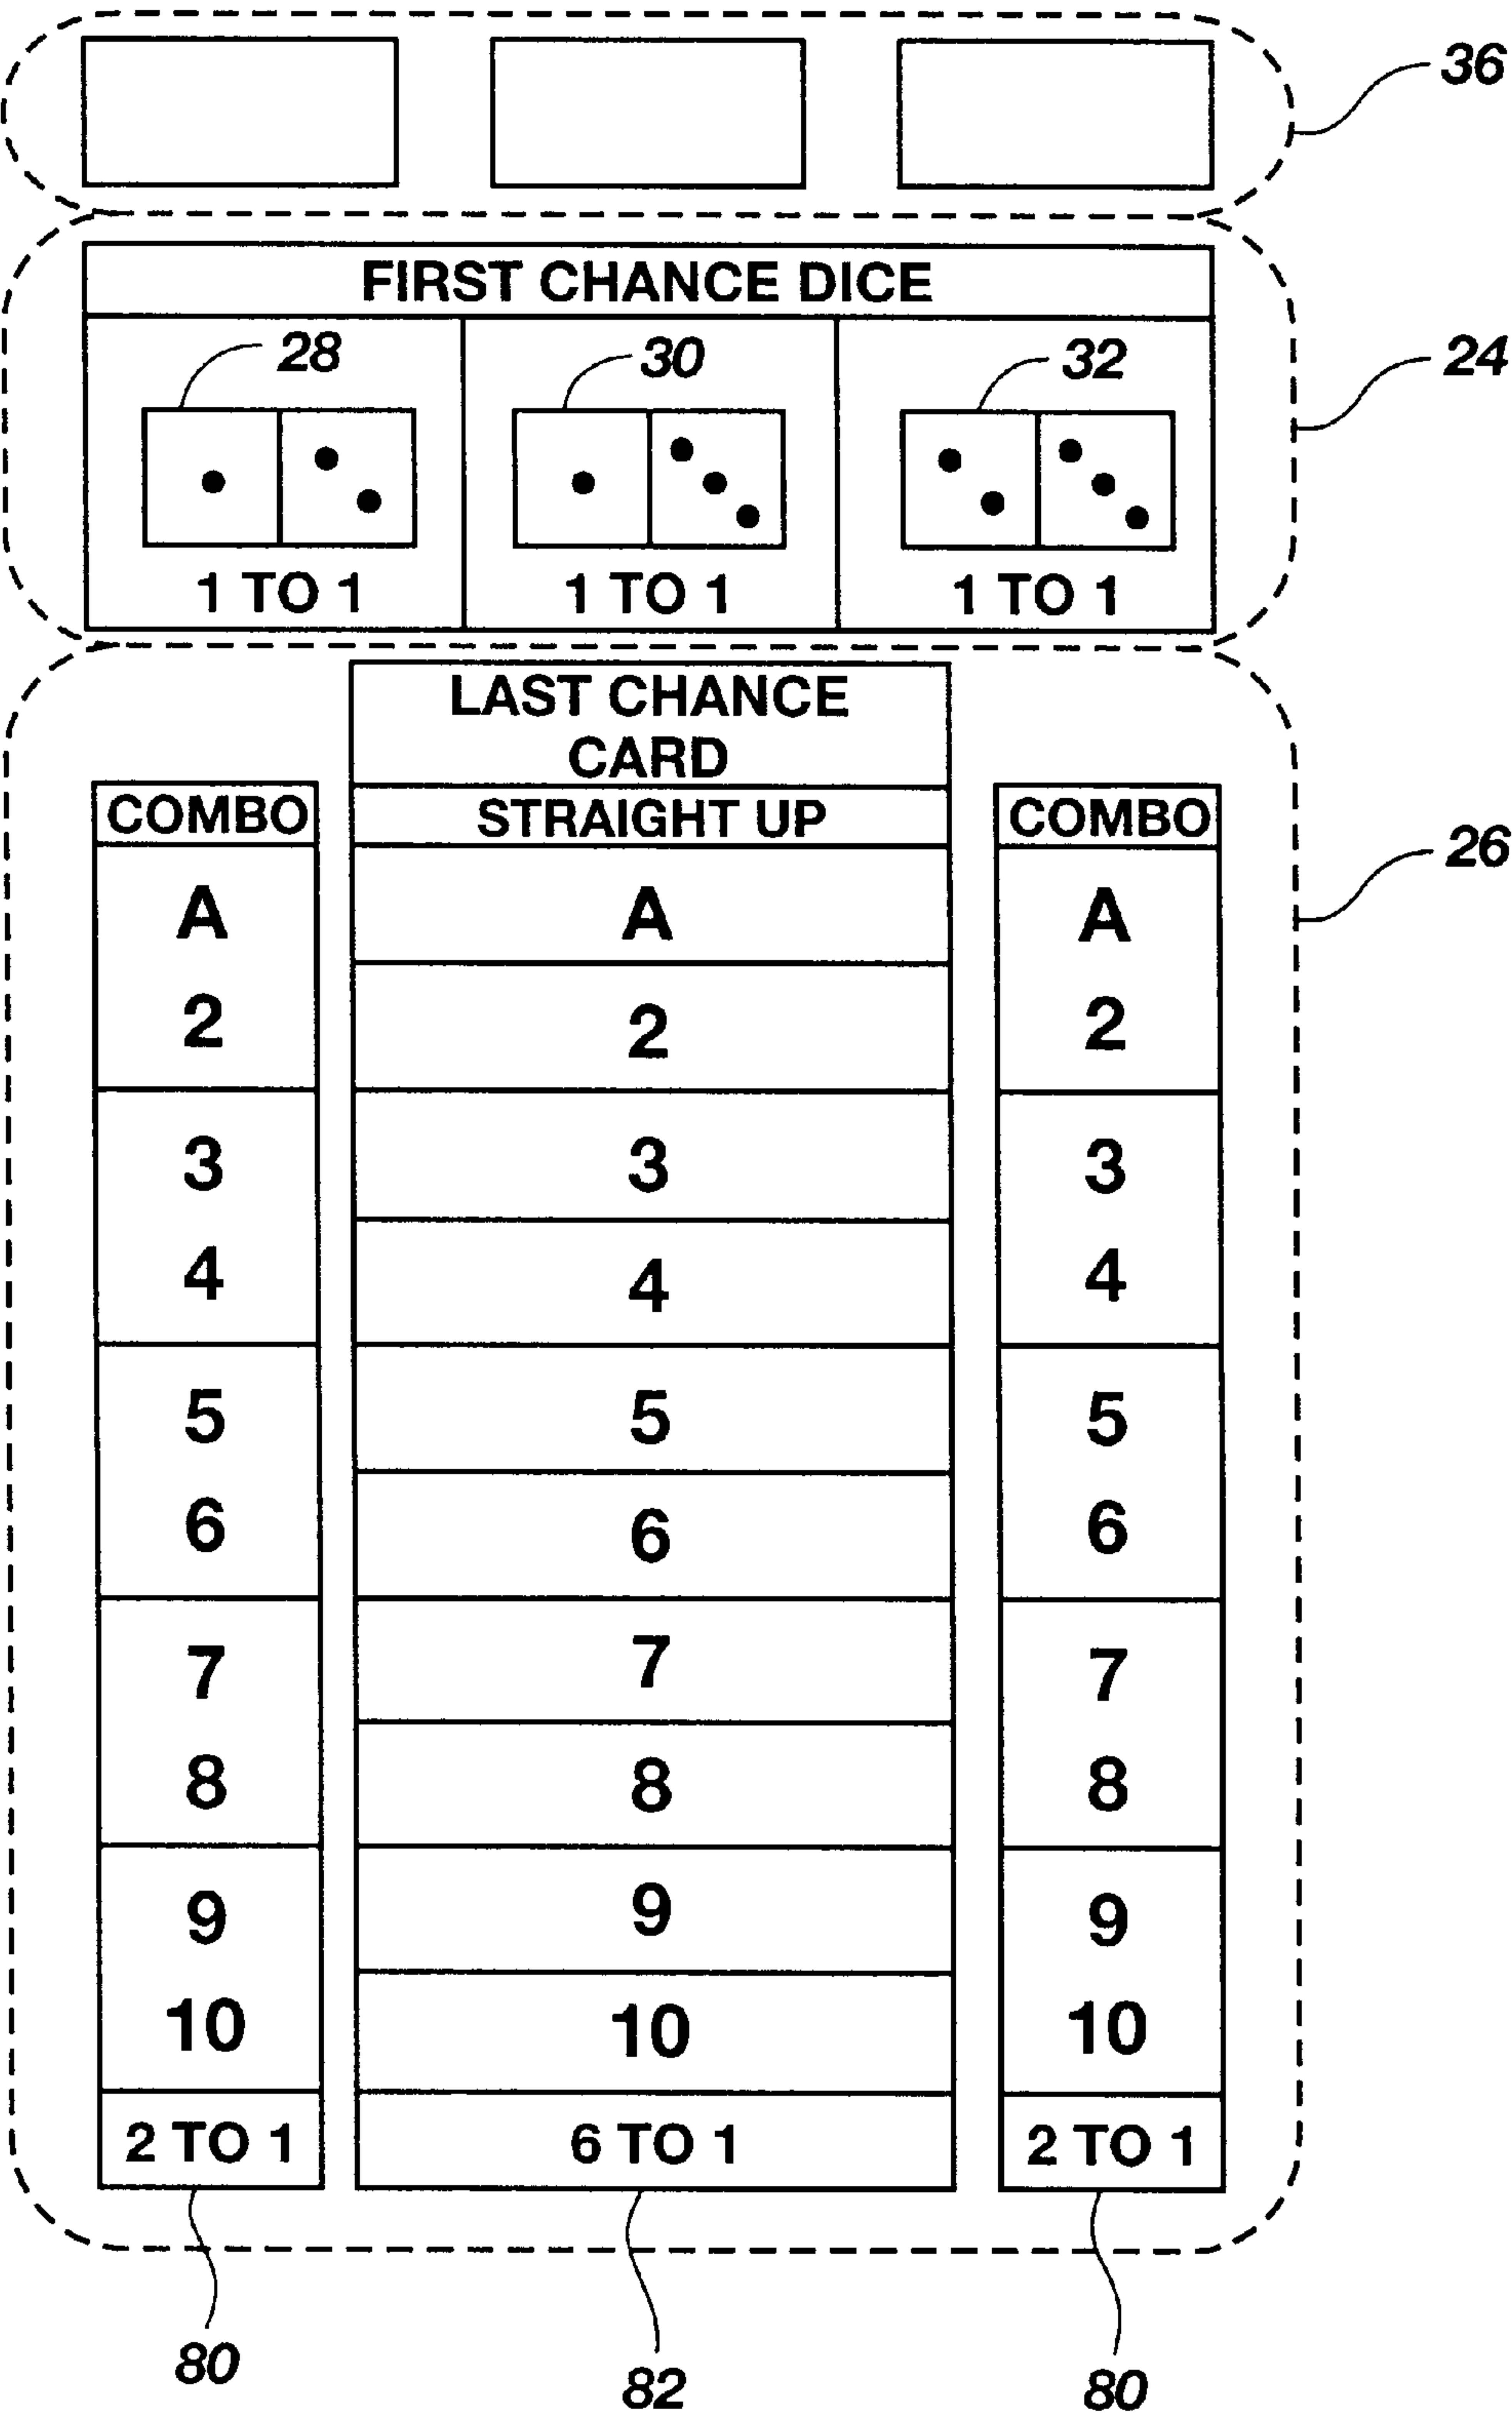 36
FIRST CHANCE DICE
24
28 30 32
1 TO 1 1 TO 1 1 TO 1
LAST CHANCE
CARD
COMBO STRAIGHT UP COMBO
26
A A A
2 2 2
3 3 3
4 4 4
5 5 5
6 6 6
7 7 7
8 8 8
9 9 9
10 10 10
2 TO 1 6 TO 1 2 TO 1
80 82 80